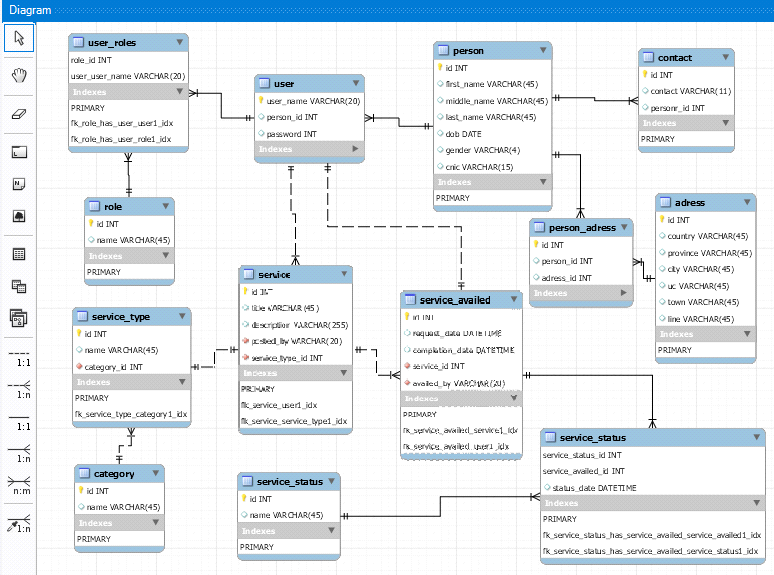 Diagram
user_roles
role_id INT
user_user_name VARCHAR(20)
Indexes
PRIMARY
fk_role_has_user_user1_idx
fk_role_has_user_role1_idx
user
user_name VARCHAR(20)
person_id INT
password INT
Indexes
person
id INT
first_name VARCHAR(45)
middle_name VARCHAR(45)
last_name VARCHAR(45)
dob DATE
gender VARCHAR(4)
cnic VARCHAR(15)
Indexes
PRIMARY
contact
id INT
contact VARCHAR(11)
personr_id INT
Indexes
PRIMARY
role
id INT
name VARCHAR(45)
Indexes
PRIMARY
person_adress
id INT
person_id INT
adress_id INT
Indexes
adress
id INT
country VARCHAR(45)
province VARCHAR(45)
city VARCHAR(45)
uc VARCHAR(45)
town VARCHAR(45)
line VARCHAR(45)
Indexes
PRIMARY
service_type
id INT
name VARCHAR(45)
category_id INT
Indexes
PRIMARY
fk_service_type_category1_idx
service
id INT
title VARCHAR(45)
description VARCHAR(255)
posted_by VARCHAR(20)
service_type_id INT
Indexes
PRIMARY
fk_service_user1_idx
fk_service_service_type1_idx
service_availed
id INT
request_date DATETIME
completion_date DATETIME
service_id INT
availed_by VARCHAR(20)
Indexes
PRIMARY
fk_service_availed_service1_idx
fk_service_availed_user1_idx
category
id INT
name VARCHAR(45)
Indexes
PRIMARY
service_status
id INT
name VARCHAR(45)
Indexes
PRIMARY
service_status
service_status_id INT
service_availed_id INT
status_date DATETIME
Indexes
PRIMARY
fk_service_status_has_service_availed_service_availed1_idx
fk_service_status_has_service_availed_service_status1_idx
1:1
1:n
1:1
1:n
n:m
1:n